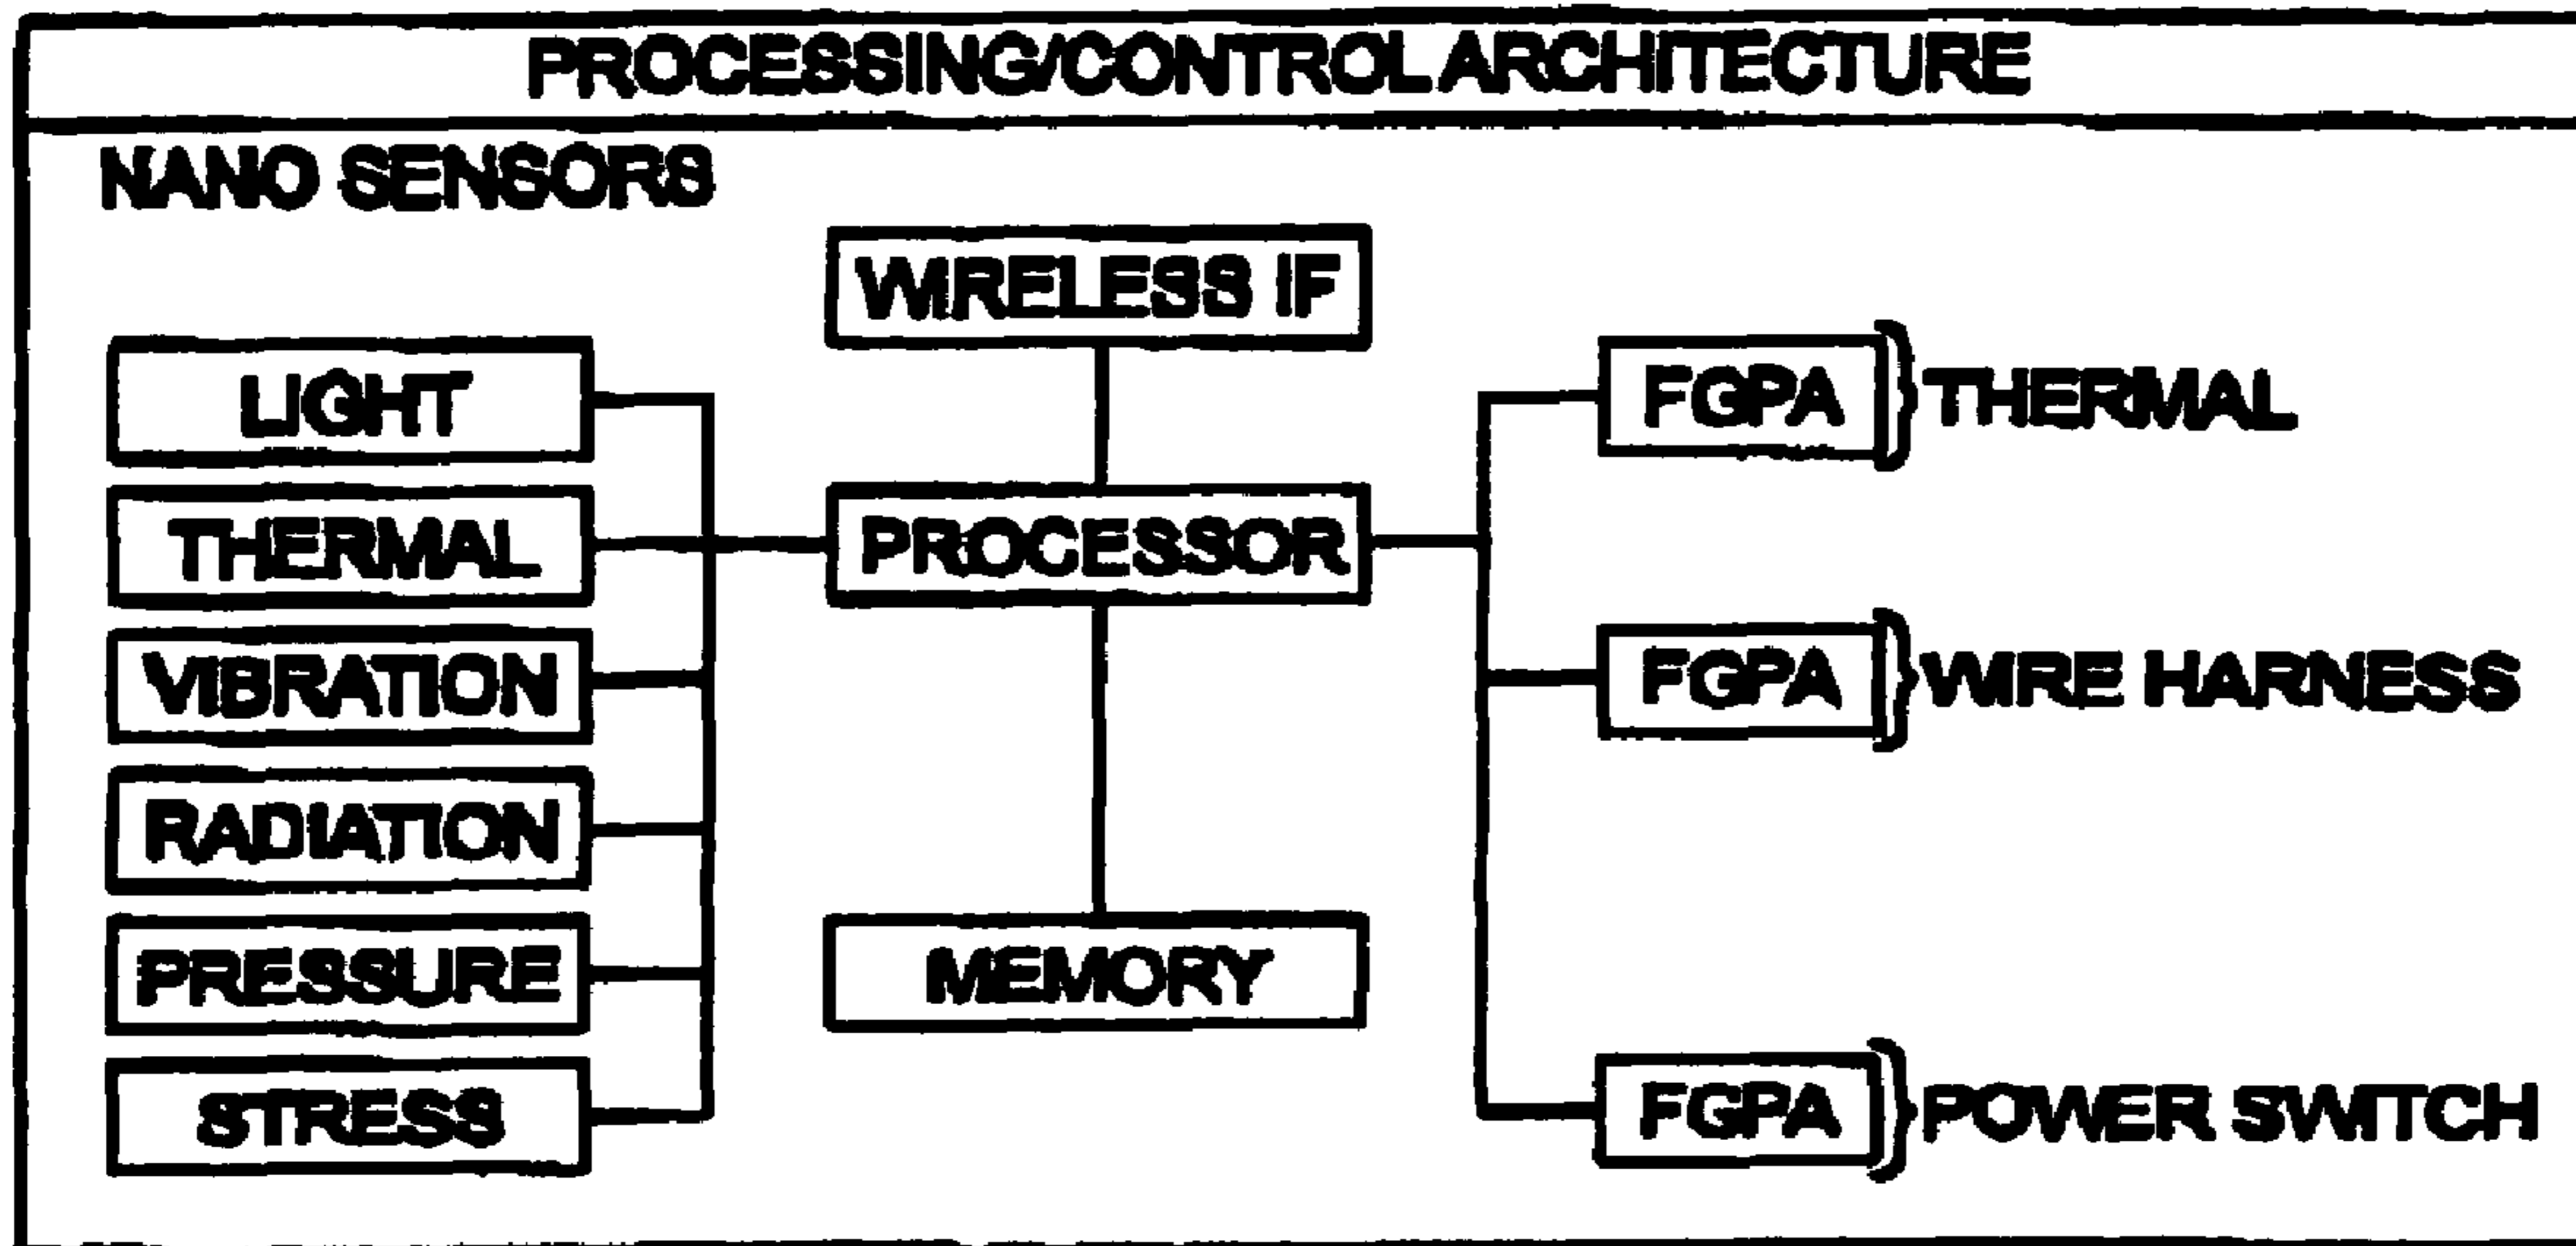 PROCESSING/CONTROL ARCHITECTURE
NANO SENSORS
WIRELESS IF
LIGHT
FGPA
THERMAL
THERMAL
PROCESSOR
VIBRATION
FGPA
WIRE HARNESS
RADIATION
PRESSURE
MEMORY
STRESS
FGPA
POWER SWITCH